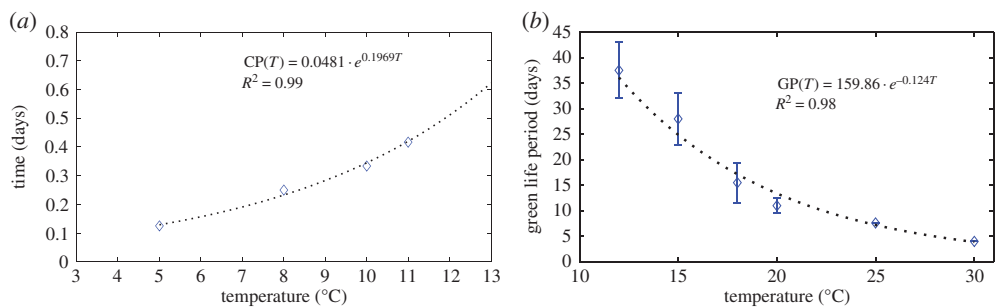 (a)
0.8
0.7
0.6
0.5
0.4
0.3
0.2
0.1
0
time (days)
CP(T) = 0.0481 · e^0.1969T
R² = 0.99
3 4 5 6 7 8 9 10 11 12 13
temperature (°C)
(b)
45
40
35
30
25
20
15
10
5
0
green life period (days)
GP(T) = 159.86 · e^–0.124T
R² = 0.98
10 15 20 25 30
temperature (°C)